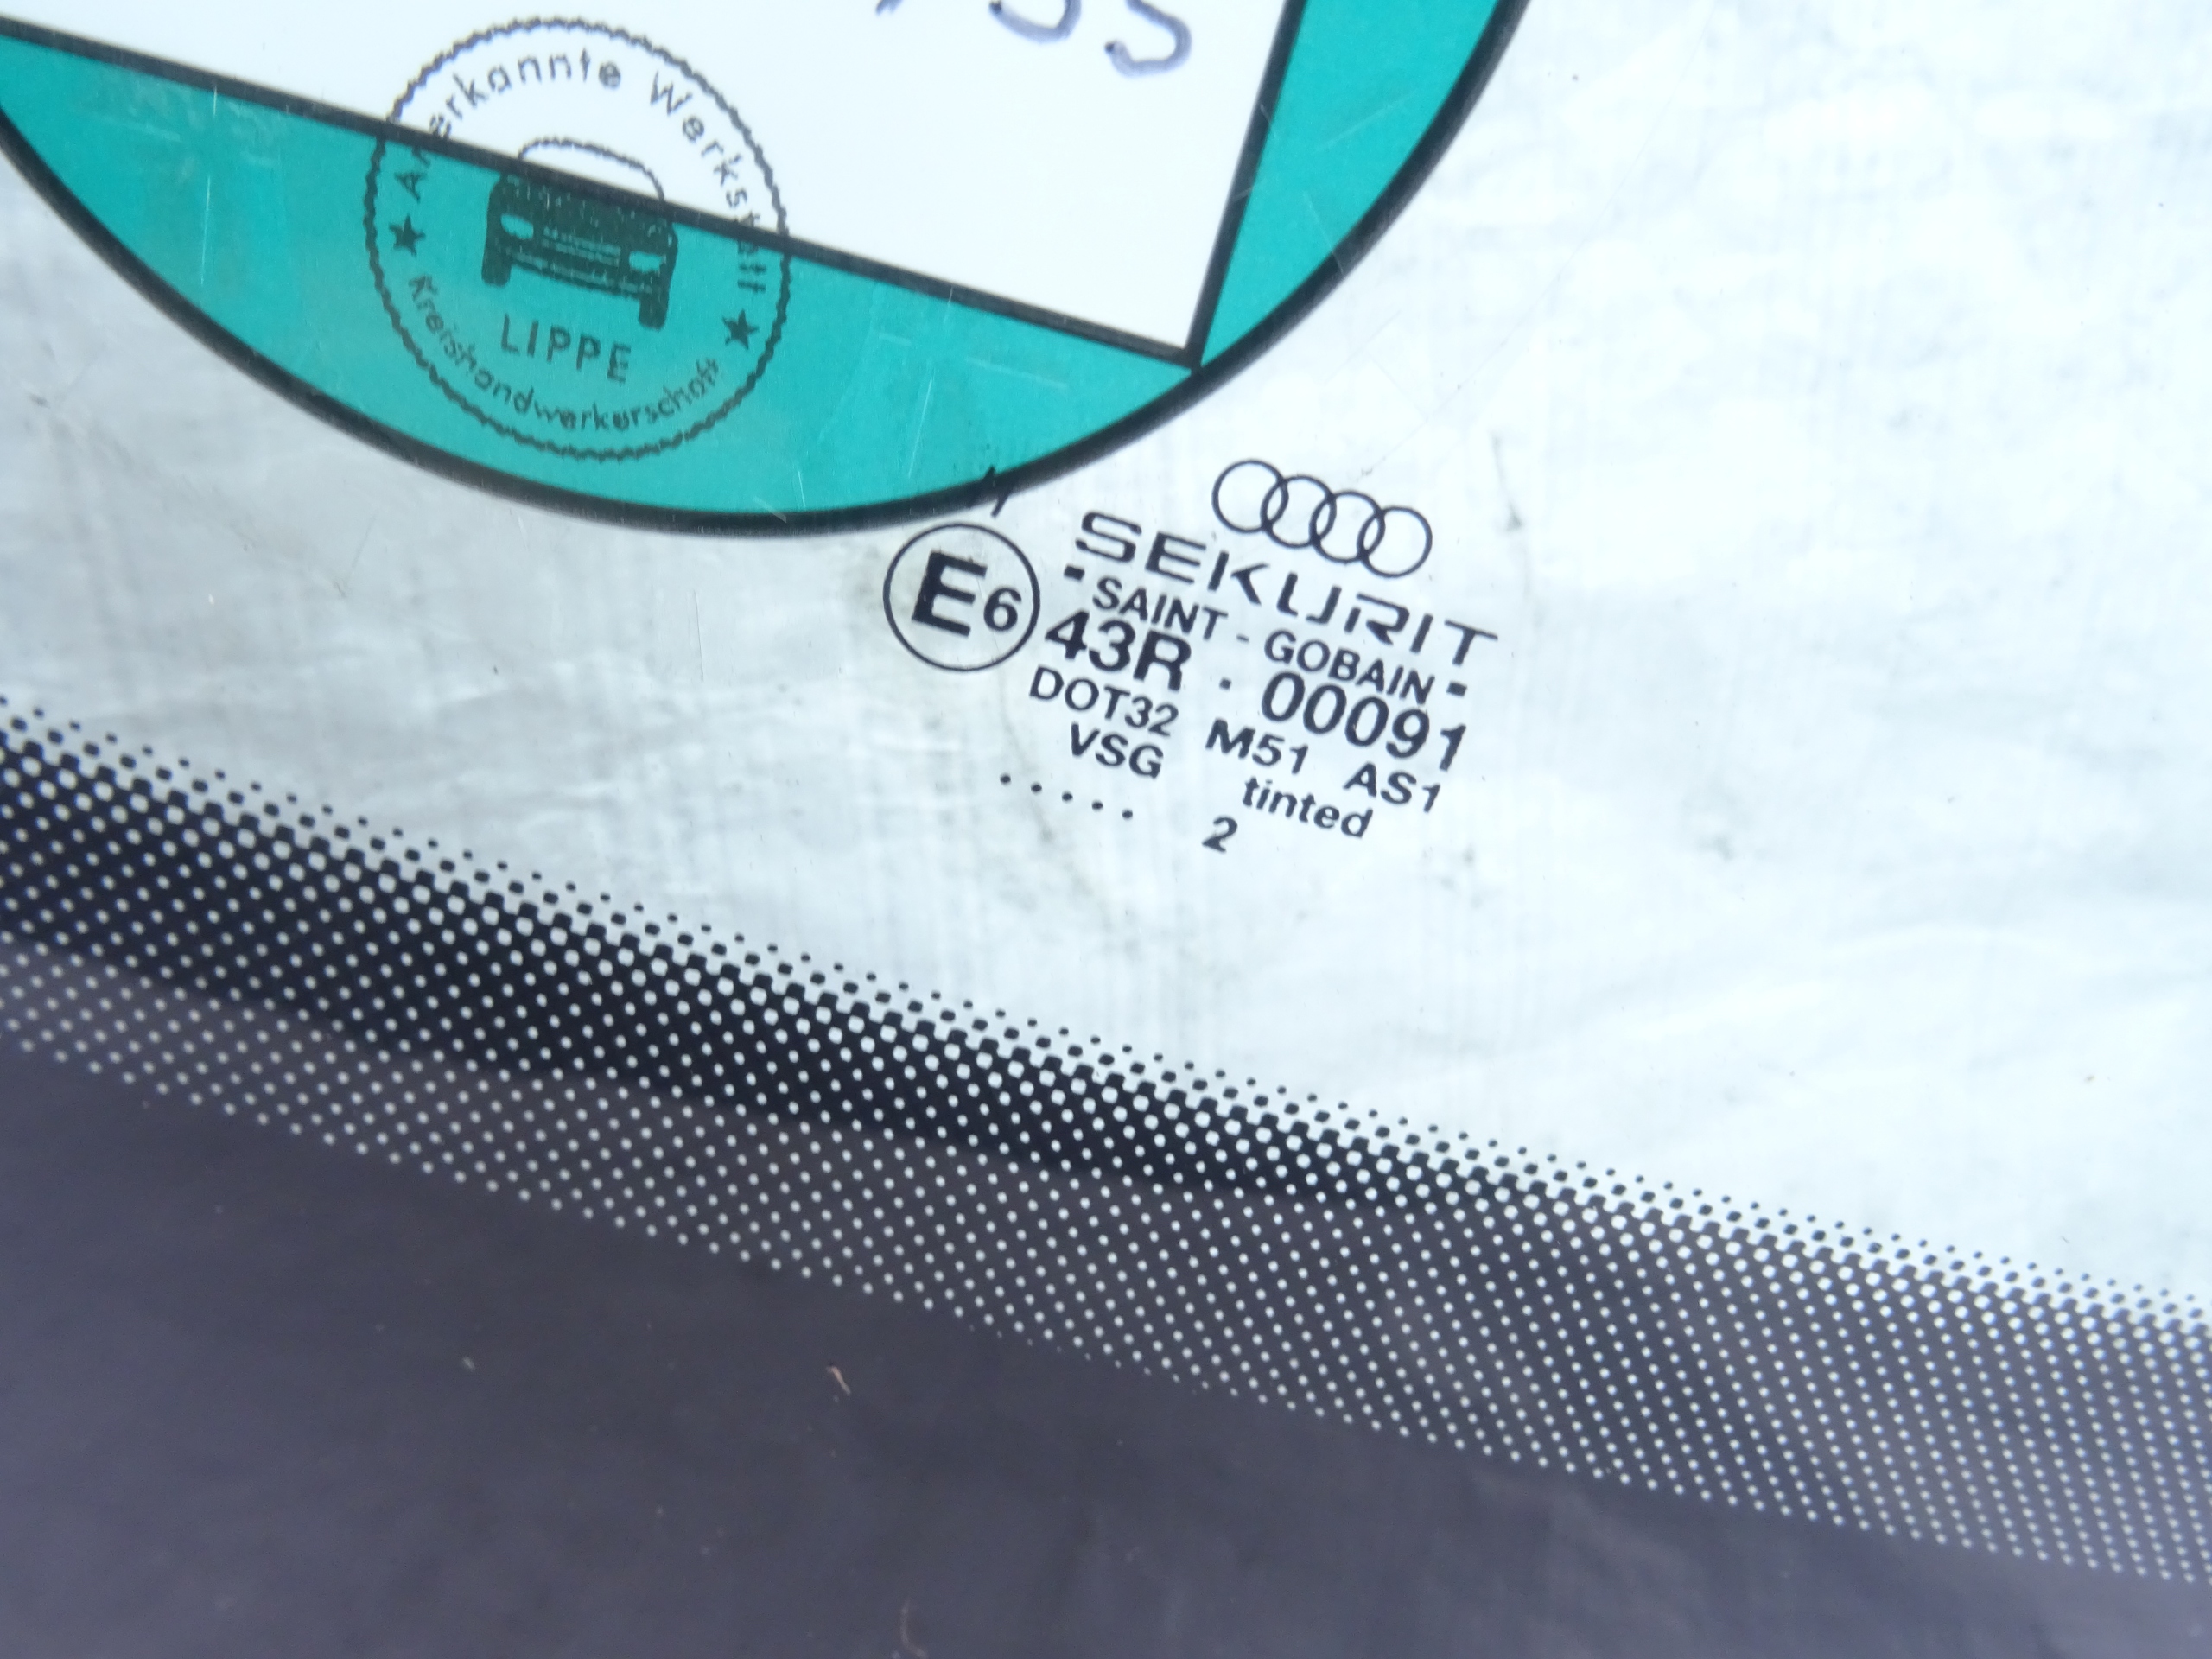 Anerkannte Werkstatt
LIPPE
Kreishandwerkerschaft
SEKURIT
- SAINT - GOBAIN -
E6 43R . 00091
DOT32 M51 AS1
VSG tinted
. . . . . 2